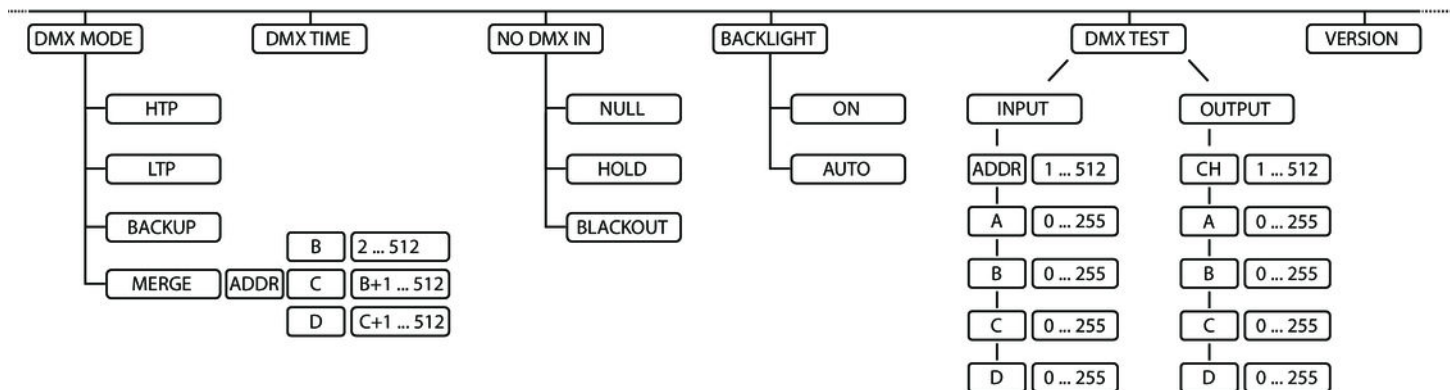 DMX MODE DMX TIME NO DMX IN BACKLIGHT DMX TEST VERSION
HTP NULL ON INPUT OUTPUT
LTP HOLD AUTO ADDR 1 ... 512 CH 1 ... 512
BACKUP BLACKOUT A 0 ... 255 A 0 ... 255
B 2 ... 512
MERGE ADDR C B+1 ... 512 B 0 ... 255 B 0 ... 255
D C+1 ... 512 C 0 ... 255 C 0 ... 255
D 0 ... 255 D 0 ... 255